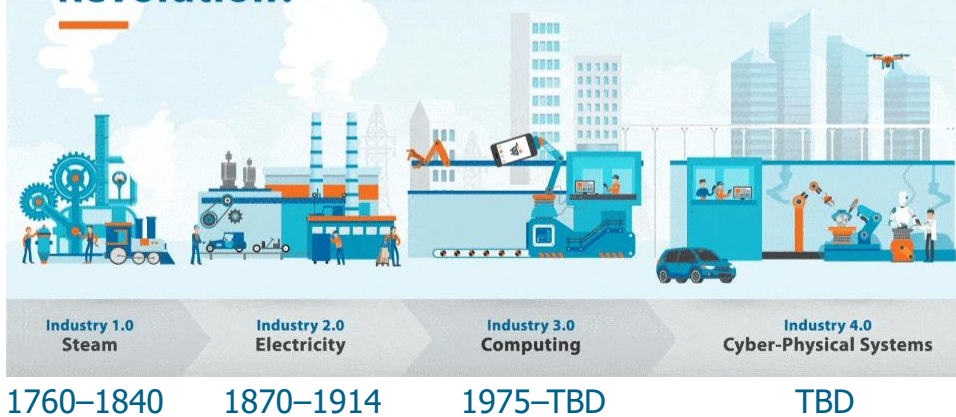 Revolution?
Industry 1.0
Steam
Industry 2.0
Electricity
Industry 3.0
Computing
Industry 4.0
Cyber-Physical Systems
1760–1840
1870–1914
1975–TBD
TBD